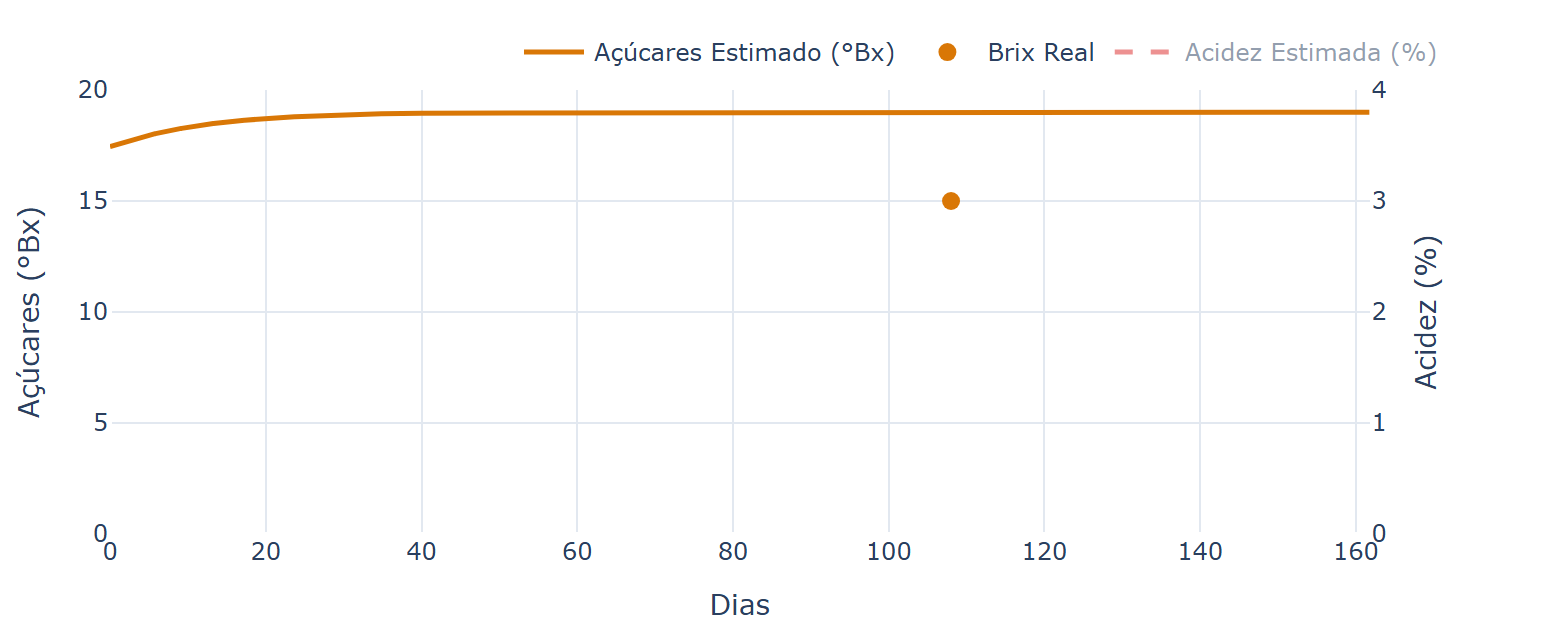 Açúcares Estimado (°Bx) Brix Real Acidez Estimada (%)
20 4
15 3
10 2
5 1
0 0
Açúcares (°Bx)
Acidez (%)
0 20 40 60 80 100 120 140 160
Dias